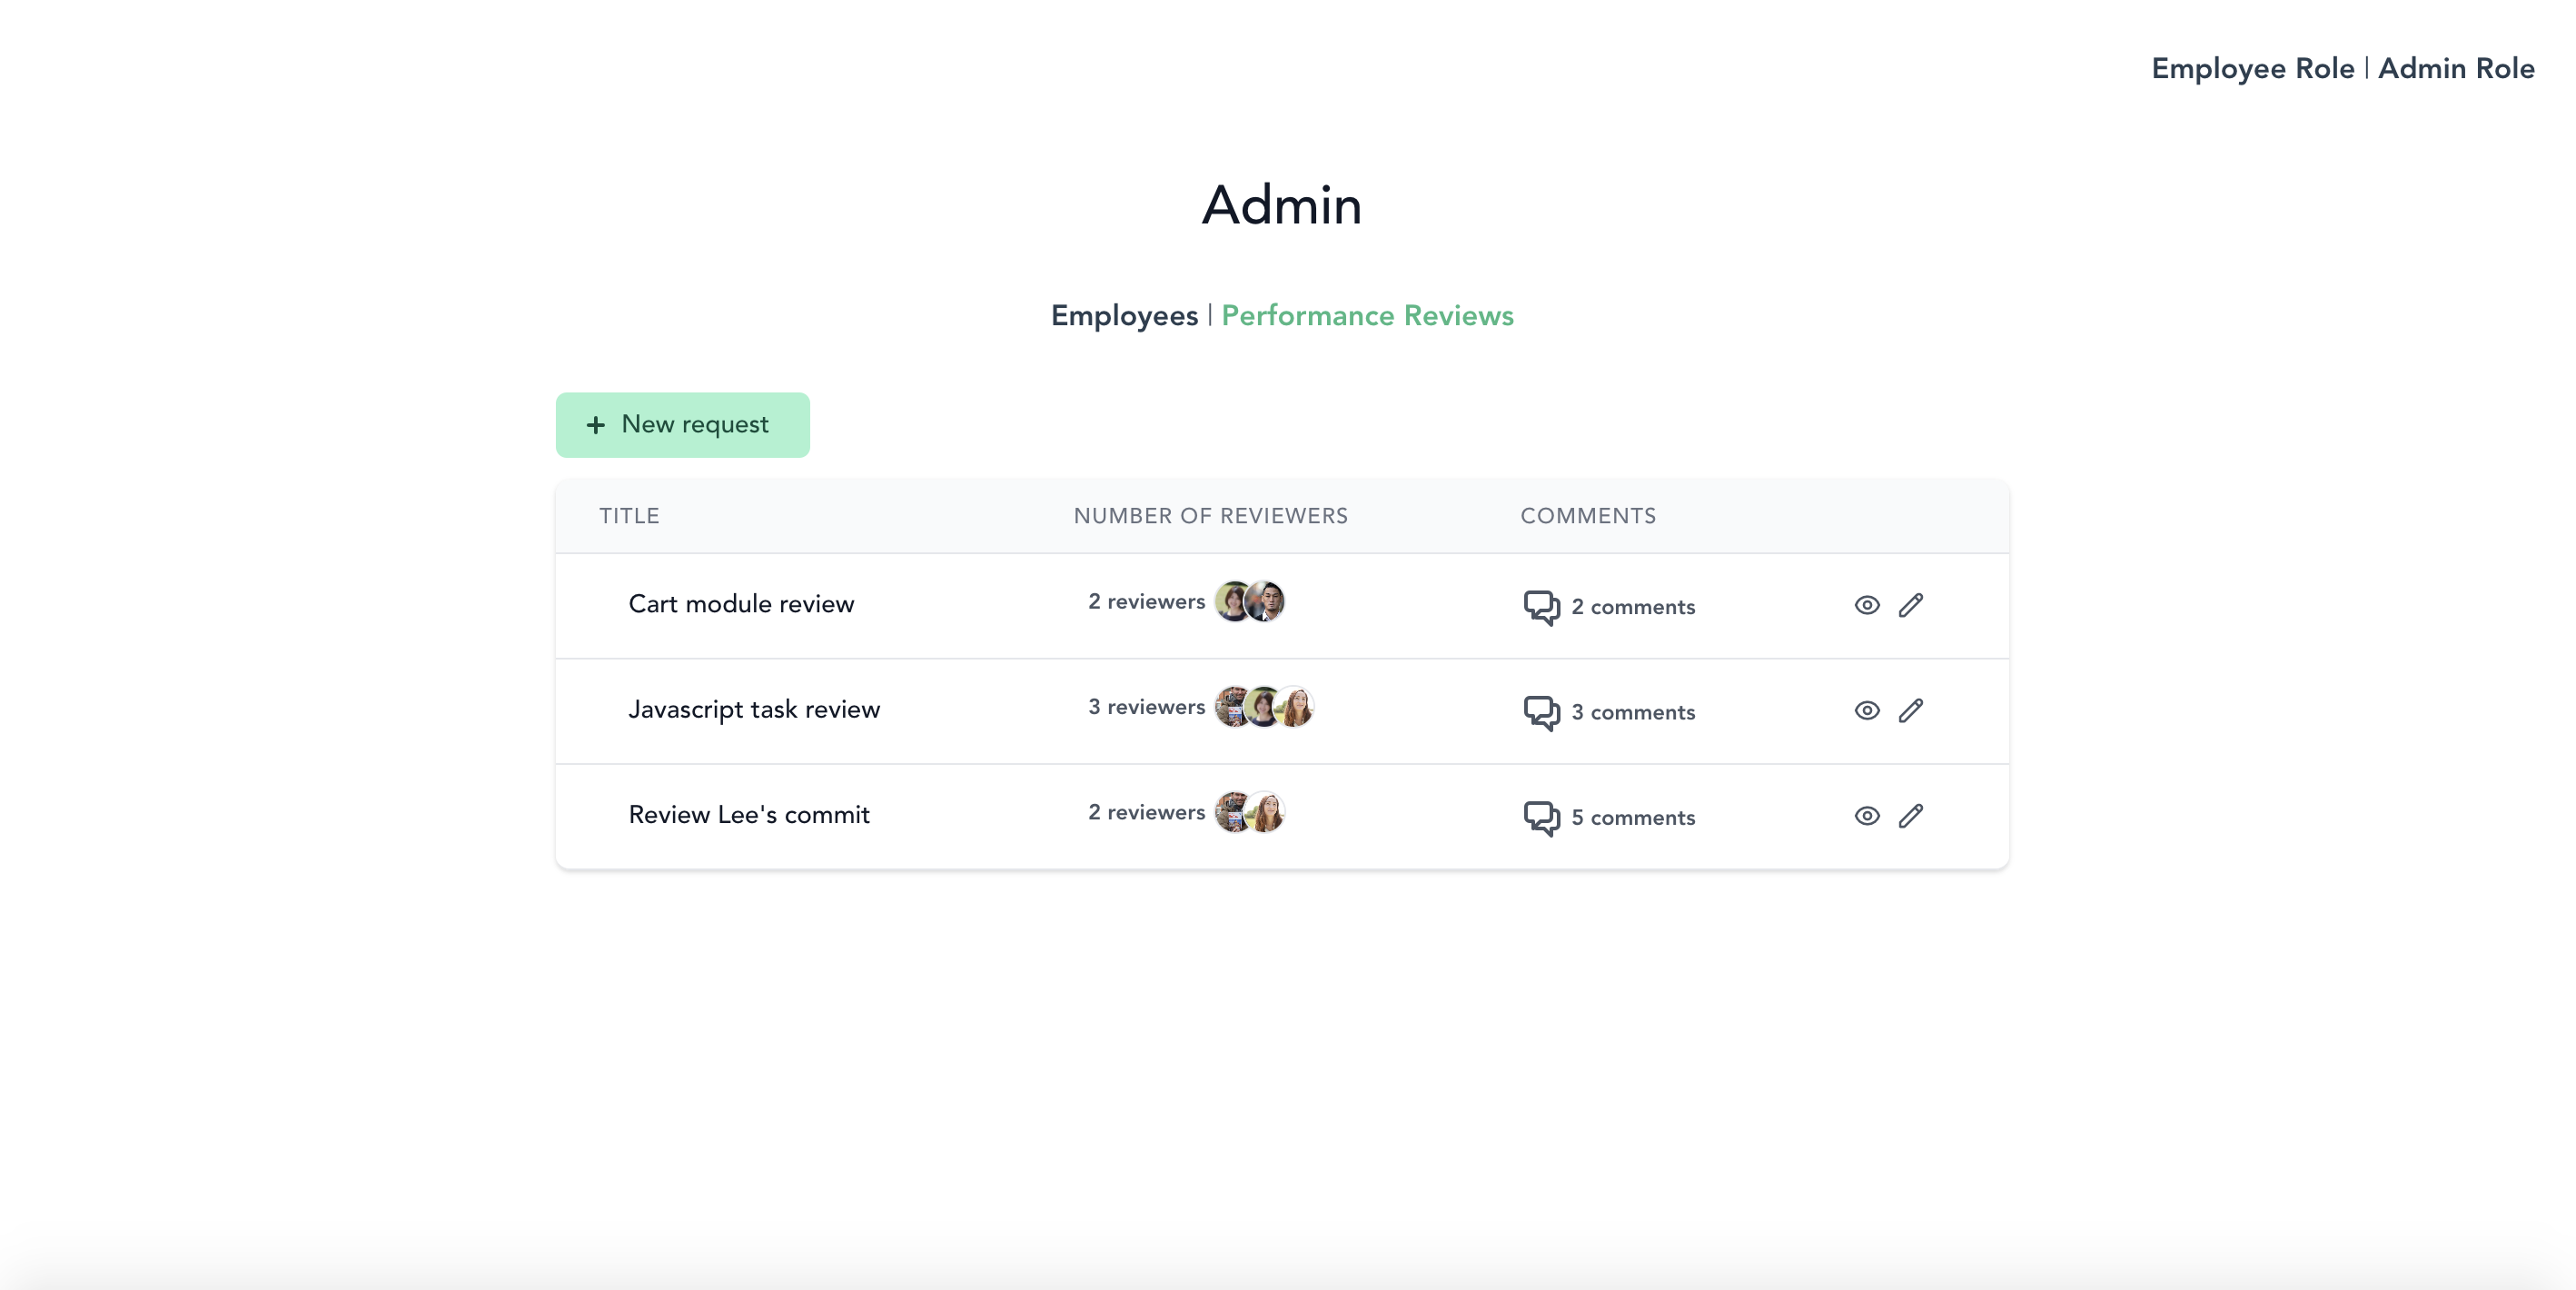 Employee Role | Admin Role
Admin
Employees | Performance Reviews
+ New request
TITLE NUMBER OF REVIEWERS COMMENTS
Cart module review 2 reviewers 2 comments
Javascript task review 3 reviewers 3 comments
Review Lee's commit 2 reviewers 5 comments